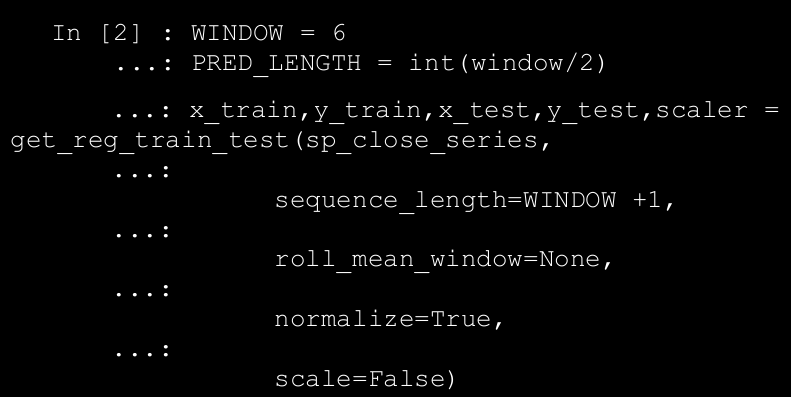 In [2] : WINDOW = 6
...: PRED_LENGTH = int(window/2)
...: x_train,y_train,x_test,y_test,scaler =
get_reg_train_test(sp_close_series,
...:
sequence_length=WINDOW +1,
...:
roll_mean_window=None,
...:
normalize=True,
...:
scale=False)